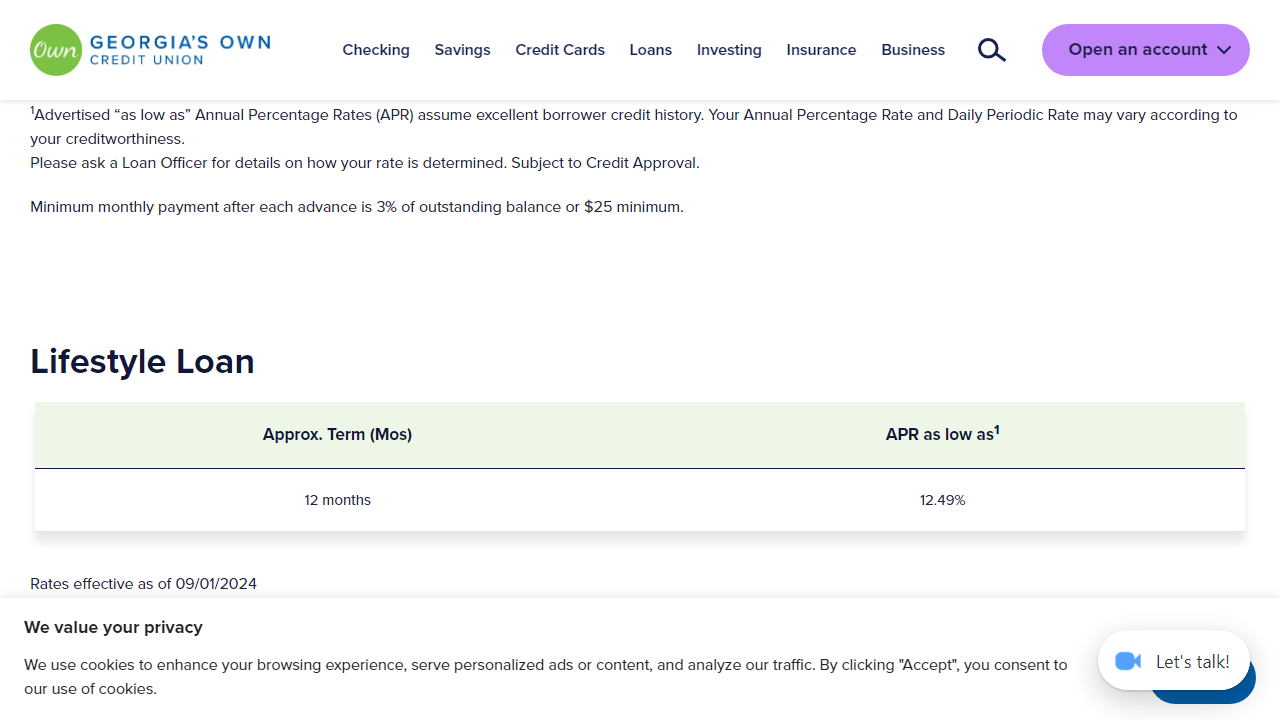 Own GEORGIA'S OWN
CREDIT UNION
Checking Savings Credit Cards Loans Investing Insurance Business Open an account
¹Advertised “as low as” Annual Percentage Rates (APR) assume excellent borrower credit history. Your Annual Percentage Rate and Daily Periodic Rate may vary according to
your creditworthiness.
Please ask a Loan Officer for details on how your rate is determined. Subject to Credit Approval.
Minimum monthly payment after each advance is 3% of outstanding balance or $25 minimum.
Lifestyle Loan
Approx. Term (Mos) APR as low as¹
12 months 12.49%
Rates effective as of 09/01/2024
We value your privacy
We use cookies to enhance your browsing experience, serve personalized ads or content, and analyze our traffic. By clicking "Accept", you consent to
our use of cookies.
Let's talk!